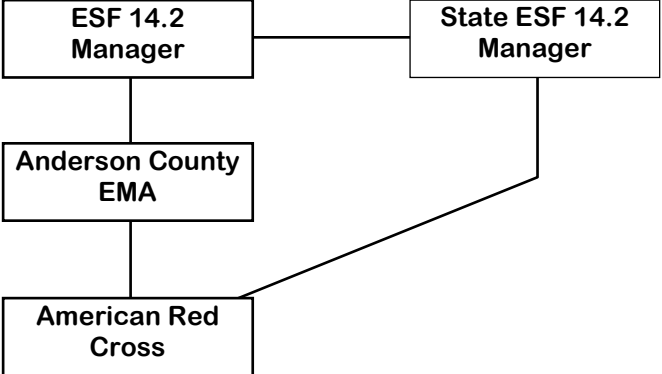 ESF 14.2
Manager
State ESF 14.2
Manager
Anderson County
EMA
American Red
Cross